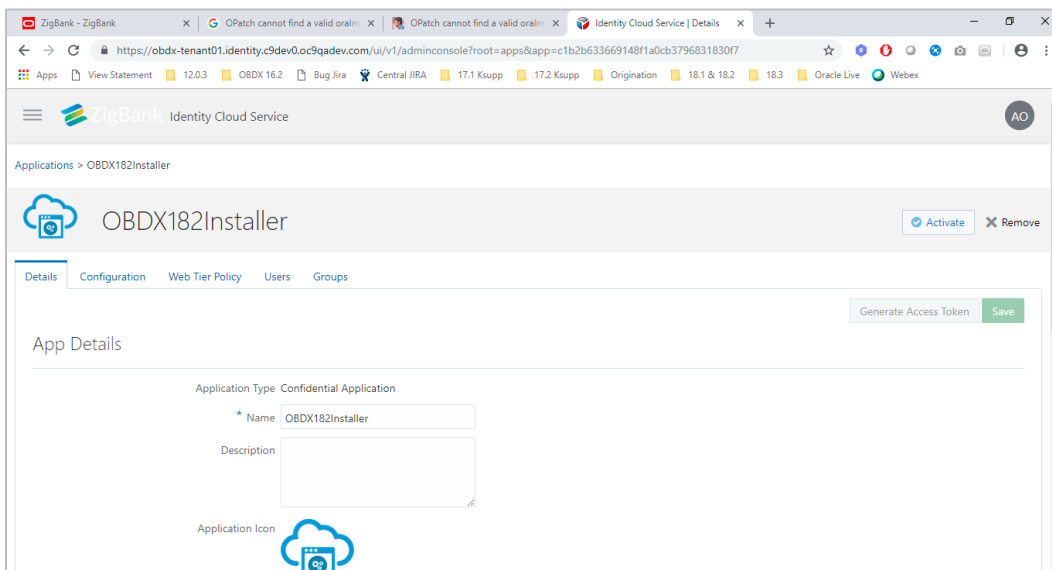 ZigBank - ZigBank
OPatch cannot find a valid oraIns
OPatch cannot find a valid oraIns
Identity Cloud Service | Details
https://obdx-tenant01.identity.c9dev0.oc9qadev.com/ui/v1/adminconsole?root=apps&app=c1b2b633669148f1a0cb3796831830f7
Apps View Statement 12.0.3 OBDX 16.2 Bug Jira Central JIRA 17.1 Ksupp 17.2 Ksupp Origination 18.1 & 18.2 18.3 Oracle Live Webex
ZigBank Identity Cloud Service AO
Applications > OBDX182Installer
OBDX182Installer
Activate Remove
Details Configuration Web Tier Policy Users Groups
Generate Access Token Save
App Details
Application Type Confidential Application
* Name OBDX182Installer
Description
Application Icon